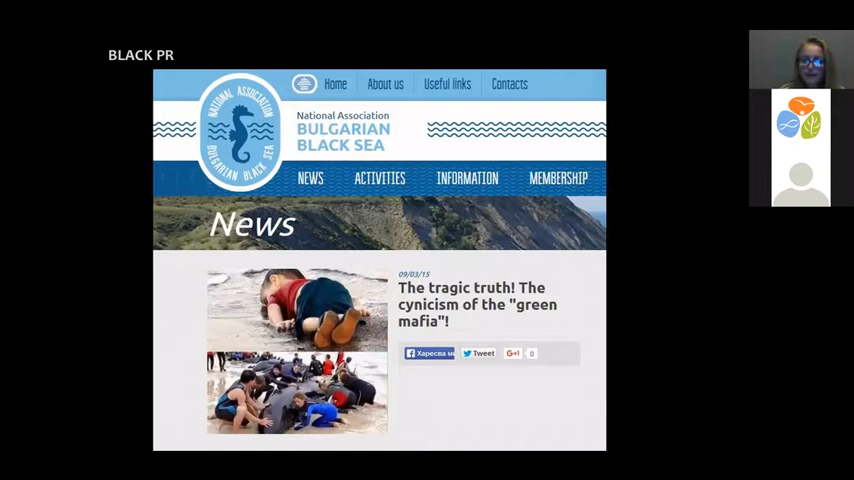 BLACK PR
NATIONAL ASSOCIATION
BULGARIAN BLACK SEA
Home
About us
Useful links
Contacts
National Association
BULGARIAN
BLACK SEA
NEWS
ACTIVITIES
INFORMATION
MEMBERSHIP
News
09/03/15
The tragic truth! The
cynicism of the "green
mafia"!
Харесва ми
Tweet
G+1
0